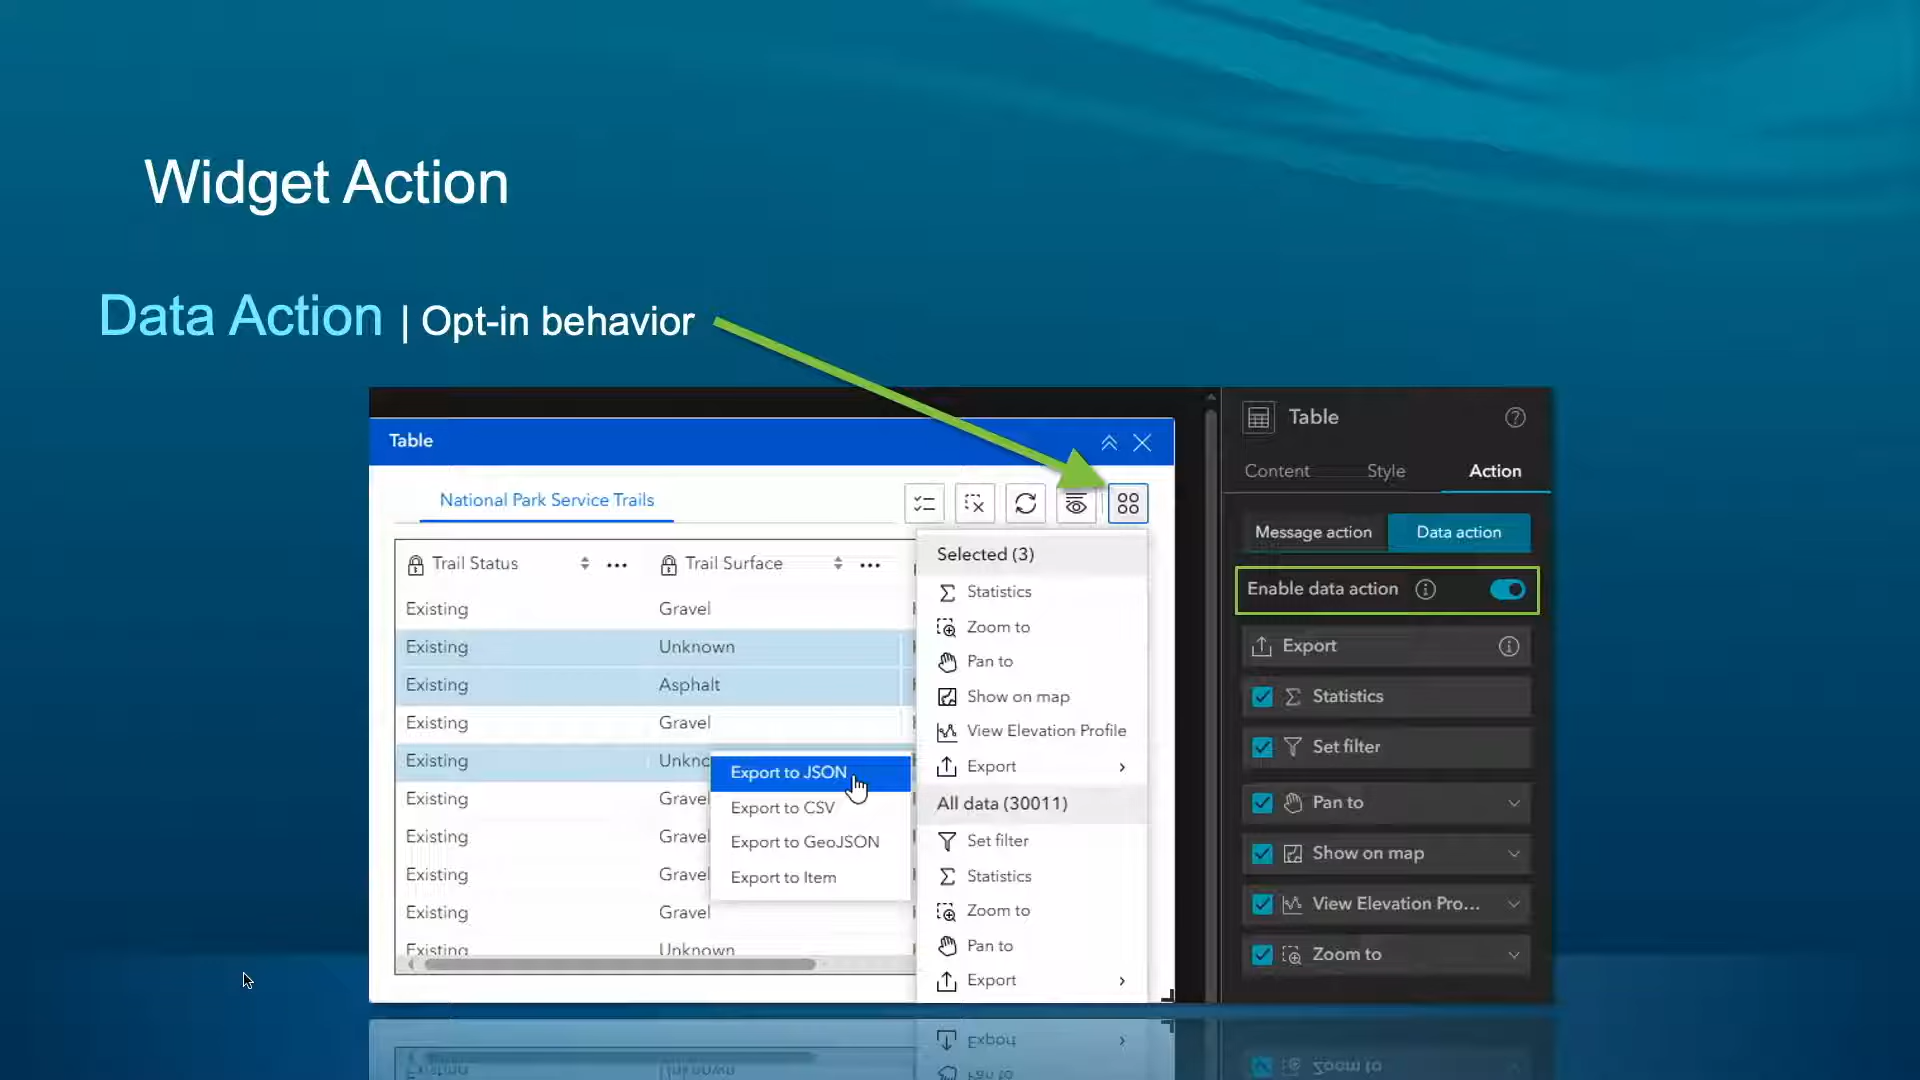 Widget Action
Data Action | Opt-in behavior
Table
National Park Service Trails
Trail Status
Trail Surface
Existing Gravel
Existing Unknown
Existing Asphalt
Existing Gravel
Existing
Existing
Existing
Existing
Existing Gravel
Existing Unknown
Export to JSON
Export to CSV
Export to GeoJSON
Export to Item
Selected (3)
Statistics
Zoom to
Pan to
Show on map
View Elevation Profile
Export
All data (30011)
Set filter
Statistics
Zoom to
Pan to
Export
Table
Content Style Action
Message action Data action
Enable data action
Export
Statistics
Set filter
Pan to
Show on map
View Elevation Pro...
Zoom to